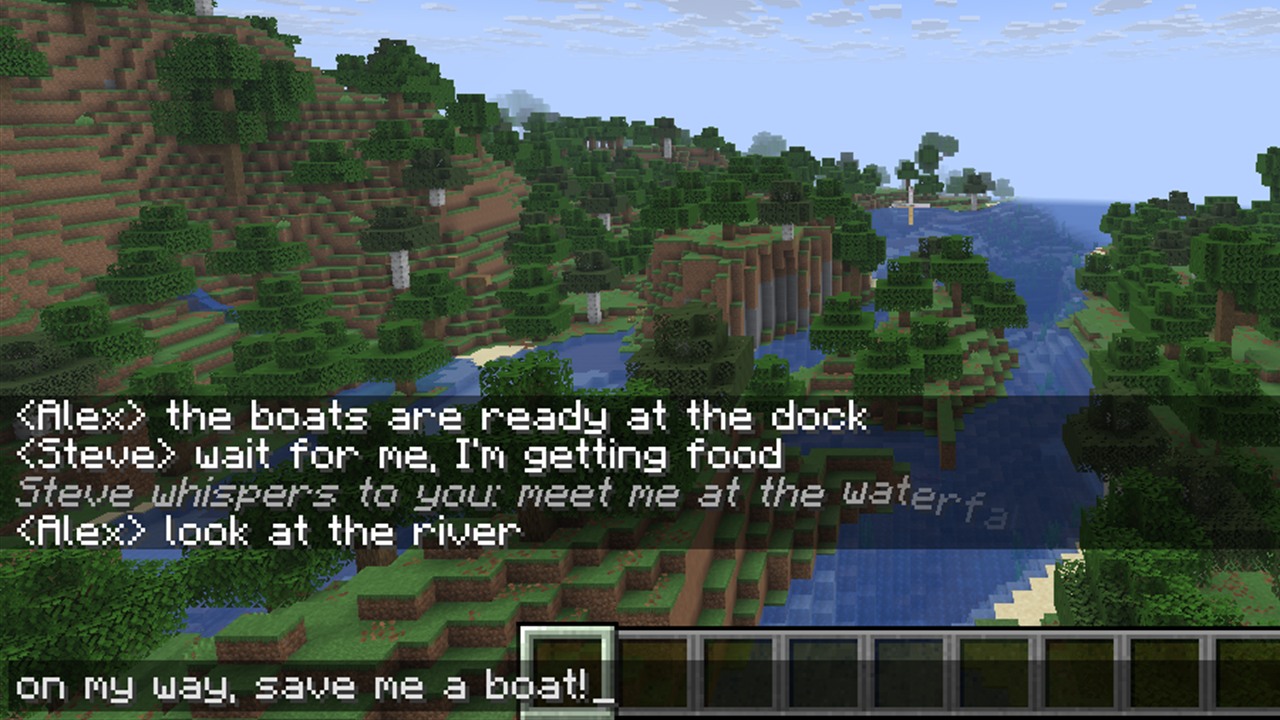 <Alex> the boats are ready at the dock
<Steve> wait for me, I'm getting food
Steve whispers to you: meet me at the waterfa
<Alex> look at the river
on my way, save me a boat!_